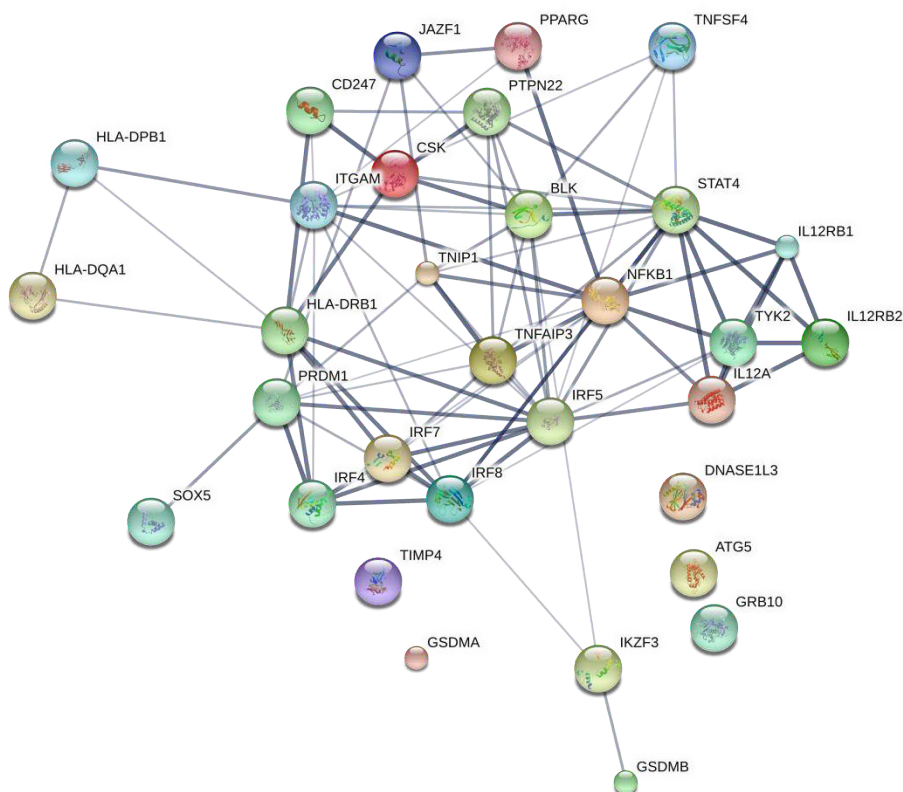 JAZF1
PPARG
TNFSF4
CD247
PTPN22
HLA-DPB1
CSK
ITGAM
BLK
STAT4
IL12RB1
TNIP1
NFKB1
HLA-DQA1
HLA-DRB1
TNFAIP3
TYK2
IL12RB2
IL12A
PRDM1
IRF5
IRF7
IRF4
IRF8
DNASE1L3
SOX5
TIMP4
ATG5
GRB10
GSDMA
IKZF3
GSDMB